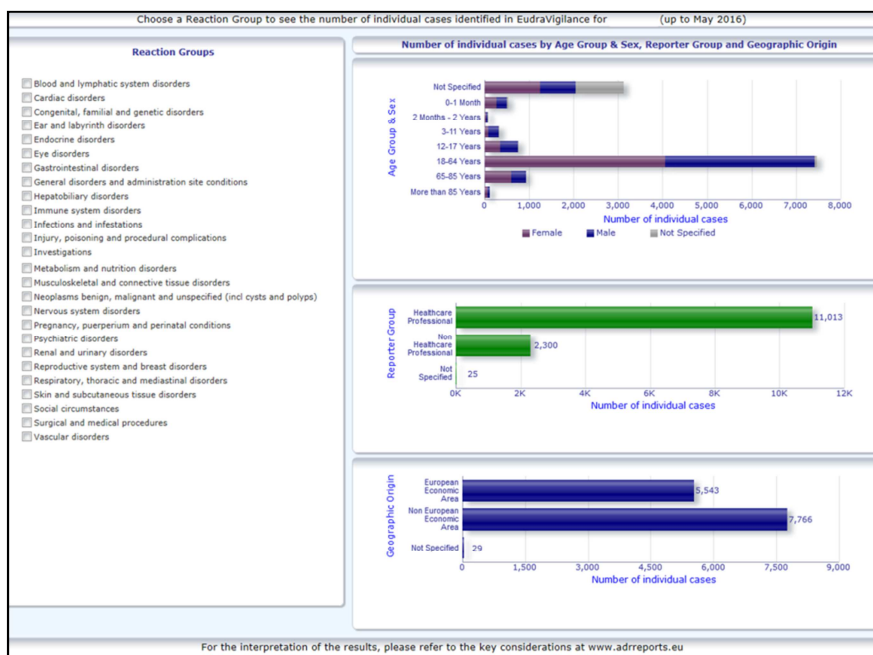 Choose a Reaction Group to see the number of individual cases identified in EudraVigilance for (up to May 2016)
Reaction Groups
Blood and lymphatic system disorders
Cardiac disorders
Congenital, familial and genetic disorders
Ear and labyrinth disorders
Endocrine disorders
Eye disorders
Gastrointestinal disorders
General disorders and administration site conditions
Hepatobiliary disorders
Immune system disorders
Infections and infestations
Injury, poisoning and procedural complications
Investigations
Metabolism and nutrition disorders
Musculoskeletal and connective tissue disorders
Neoplasms benign, malignant and unspecified (incl cysts and polyps)
Nervous system disorders
Pregnancy, puerperium and perinatal conditions
Psychiatric disorders
Renal and urinary disorders
Reproductive system and breast disorders
Respiratory, thoracic and mediastinal disorders
Skin and subcutaneous tissue disorders
Social circumstances
Surgical and medical procedures
Vascular disorders
Number of individual cases by Age Group & Sex, Reporter Group and Geographic Origin
Age Group & Sex
Not Specified
0-1 Month
2 Months - 2 Years
3-11 Years
12-17 Years
18-64 Years
65-85 Years
More than 85 Years
0 1,000 2,000 3,000 4,000 5,000 6,000 7,000 8,000
Number of individual cases
Female Male Not Specified
Reporter Group
Healthcare
Professional
11,013
Non
Healthcare
Professional
2,300
Not
Specified
25
0K 2K 4K 6K 8K 10K 12K
Number of individual cases
Geographic Origin
European
Economic
Area
5,543
Non European
Economic
Area
7,766
Not Specified
29
0 1,500 3,000 4,500 6,000 7,500 9,000
Number of individual cases
For the interpretation of the results, please refer to the key considerations at www.adrreports.eu